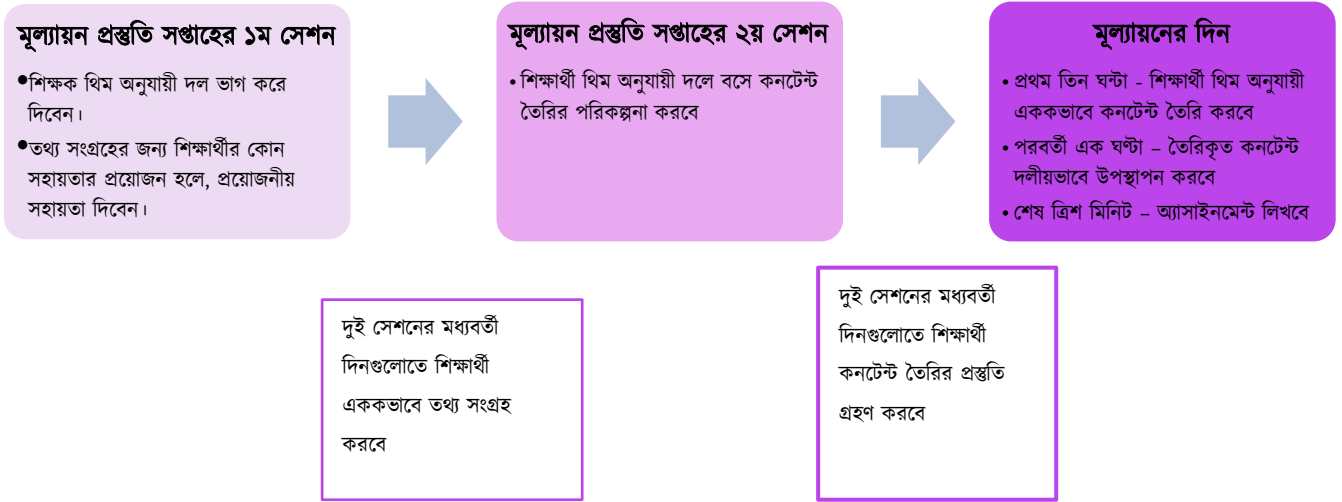 মূল্যায়ন প্রস্তুতি সপ্তাহের ১ম সেশন
•শিক্ষক থিম অনুযায়ী দল ভাগ করে
দিবেন।
•তথ্য সংগ্রহের জন্য শিক্ষার্থীর কোন
সহায়তার প্রয়োজন হলে, প্রয়োজনীয়
সহায়তা দিবেন।
মূল্যায়ন প্রস্তুতি সপ্তাহের ২য় সেশন
• শিক্ষার্থী থিম অনুযায়ী দলে বসে কনটেন্ট
তৈরির পরিকল্পনা করবে
মূল্যায়নের দিন
• প্রথম তিন ঘন্টা - শিক্ষার্থী থিম অনুযায়ী
এককভাবে কনটেন্ট তৈরি করবে
• পরবর্তী এক ঘণ্টা – তৈরিকৃত কনটেন্ট
দলীয়ভাবে উপস্থাপন করবে
• শেষ ত্রিশ মিনিট – অ্যাসাইনমেন্ট লিখবে
দুই সেশনের মধ্যবর্তী
দিনগুলোতে শিক্ষার্থী
এককভাবে তথ্য সংগ্রহ
করবে
দুই সেশনের মধ্যবর্তী
দিনগুলোতে শিক্ষার্থী
কনটেন্ট তৈরির প্রস্তুতি
গ্রহণ করবে